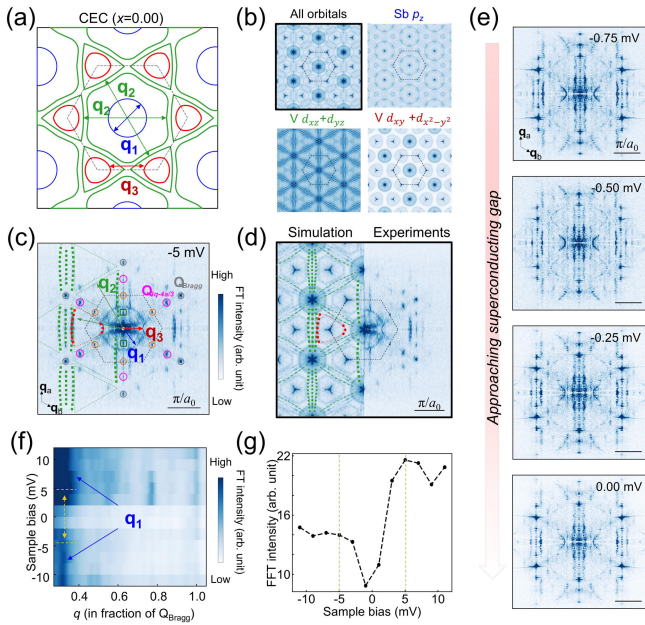 (a)
CEC (x=0.00)
q2
q2
q1
q3
(b)
All orbitals
Sb pz
V dxz+dyz
V dxy +dx²−y²
(c)
-5 mV
High
FT intensity (arb. unit)
Low
q2
Q3q-4a/3
QBragg
q3
q1
qa
qb
π/a0
(d)
Simulation
Experiments
π/a0
(e)
Approaching superconducting gap
-0.75 mV
qa
qb
π/a0
-0.50 mV
-0.25 mV
0.00 mV
(f)
Sample bias (mV)
10
5
0
-5
-10
q1
0.4 0.6 0.8 1.0
q (in fraction of QBragg)
High
FT intensity (arb. unit)
Low
(g)
FFT intensity (arb. unit)
22
16
10
-10 -5 0 5 10
Sample bias (mV)